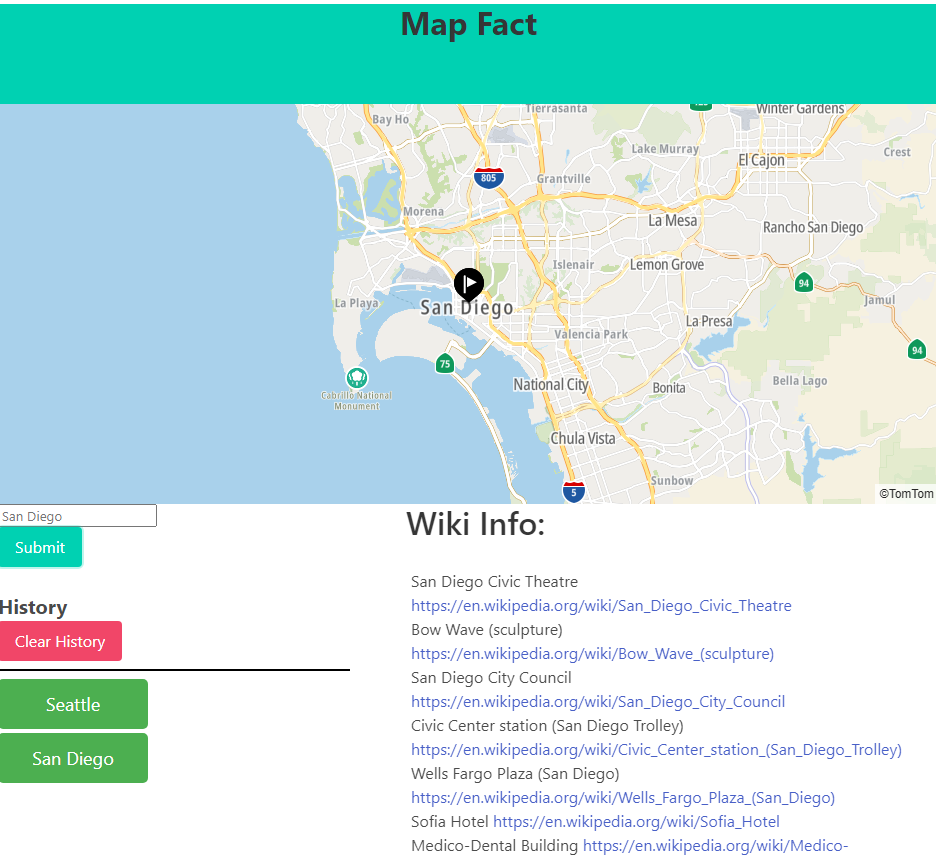 Map Fact
Tierrasanta
Winter Gardens
Bay Ho
Lake Murray
El Cajon
Crest
805
Grantville
Morena
La Mesa
Rancho San Diego
Islenair
Lemon Grove
94
La Playa
San Diego
Jamul
La Presa
Valencia Park
94
75
National City
Bonita
Bella Lago
Cabrillo National
Monument
Chula Vista
Sunbow
5
©TomTom
San Diego
Submit
History
Clear History
Seattle
San Diego
Wiki Info:
San Diego Civic Theatre
https://en.wikipedia.org/wiki/San_Diego_Civic_Theatre
Bow Wave (sculpture)
https://en.wikipedia.org/wiki/Bow_Wave_(sculpture)
San Diego City Council
https://en.wikipedia.org/wiki/San_Diego_City_Council
Civic Center station (San Diego Trolley)
https://en.wikipedia.org/wiki/Civic_Center_station_(San_Diego_Trolley)
Wells Fargo Plaza (San Diego)
https://en.wikipedia.org/wiki/Wells_Fargo_Plaza_(San_Diego)
Sofia Hotel https://en.wikipedia.org/wiki/Sofia_Hotel
Medico-Dental Building https://en.wikipedia.org/wiki/Medico-